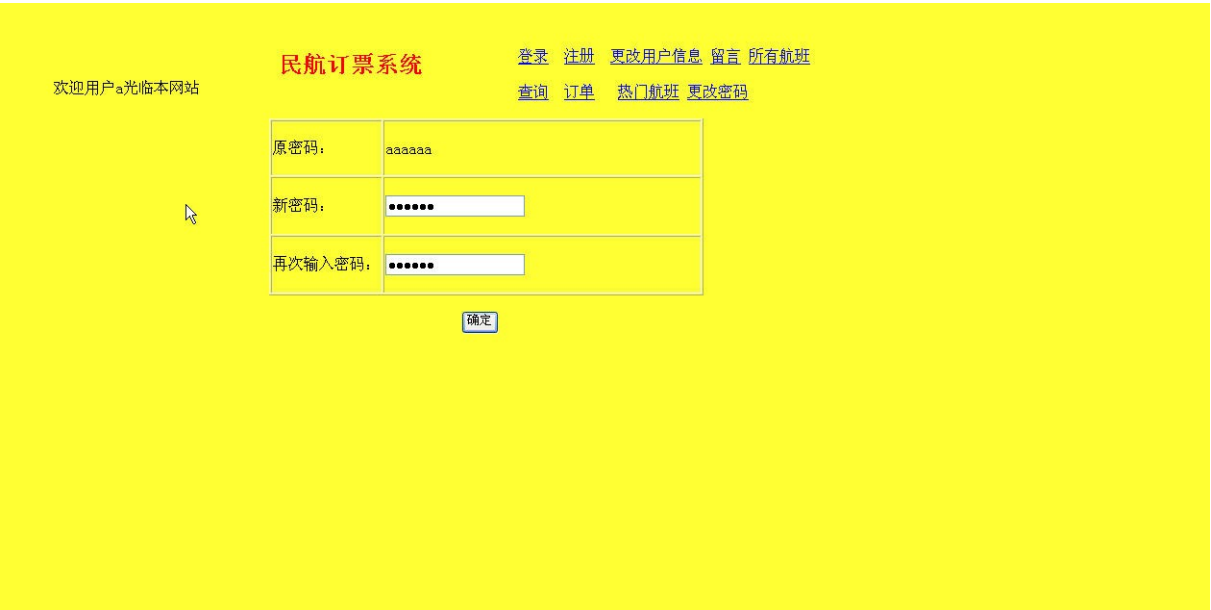 民航订票系统
登录 注册 更改用户信息 留言 所有航班
欢迎用户a光临本网站
查询 订单 热门航班 更改密码
原密码： aaaaaa
新密码： ●●●●●●
再次输入密码： ●●●●●●
确定